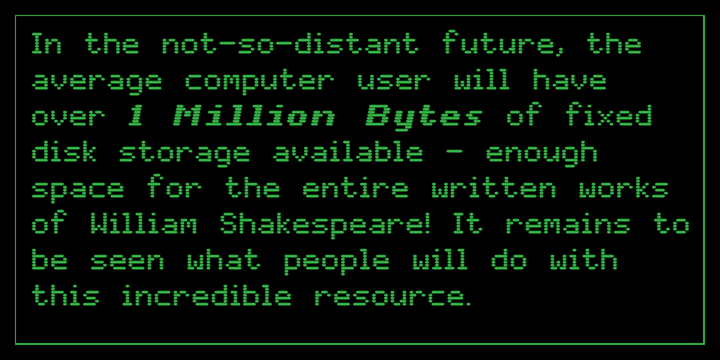 In the not-so-distant future, the
average computer user will have
over 1 Million Bytes of fixed
disk storage available - enough
space for the entire written works
of William Shakespeare! It remains to
be seen what people will do with
this incredible resource.